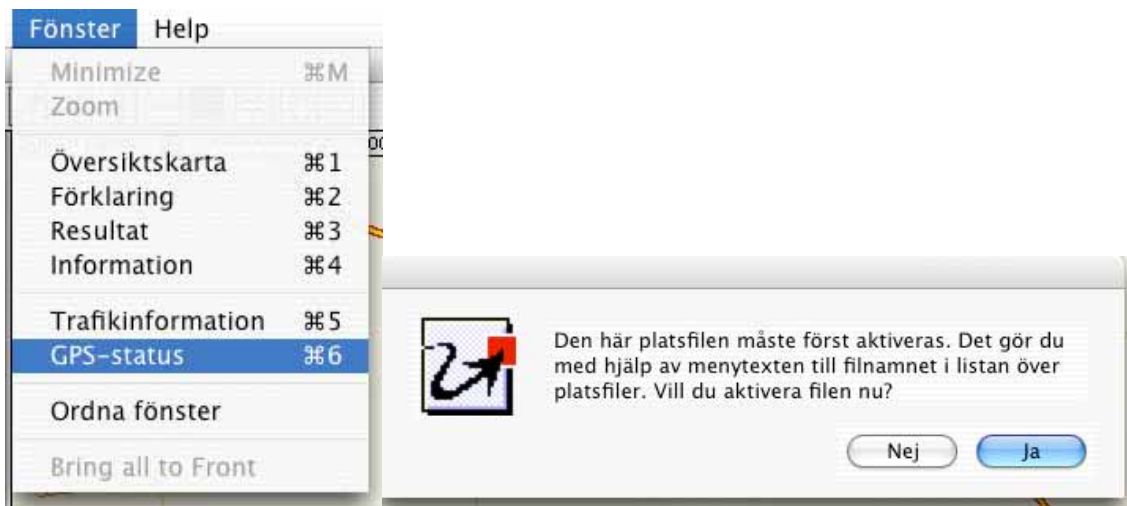 Fönster Help
Minimize ⌘M
Zoom
Översiktskarta ⌘1
Förklaring ⌘2
Resultat ⌘3
Information ⌘4
Trafikinformation ⌘5
GPS-status ⌘6
Ordna fönster
Bring all to Front
Den här platsfilen måste först aktiveras. Det gör du
med hjälp av menytexten till filnamnet i listan över
platsfiler. Vill du aktivera filen nu?
Nej Ja